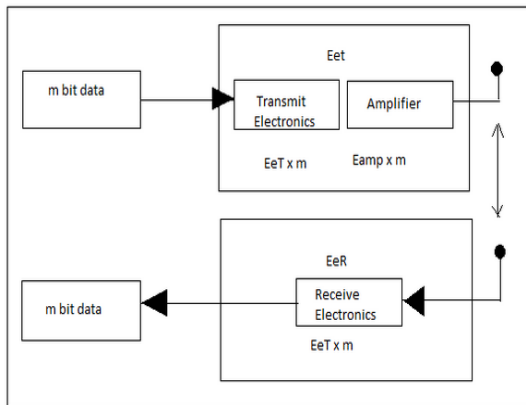 Eet
m bit data
Transmit
Electronics
Amplifier
EeT x m
Eamp x m
EeR
m bit data
Receive
Electronics
EeT x m